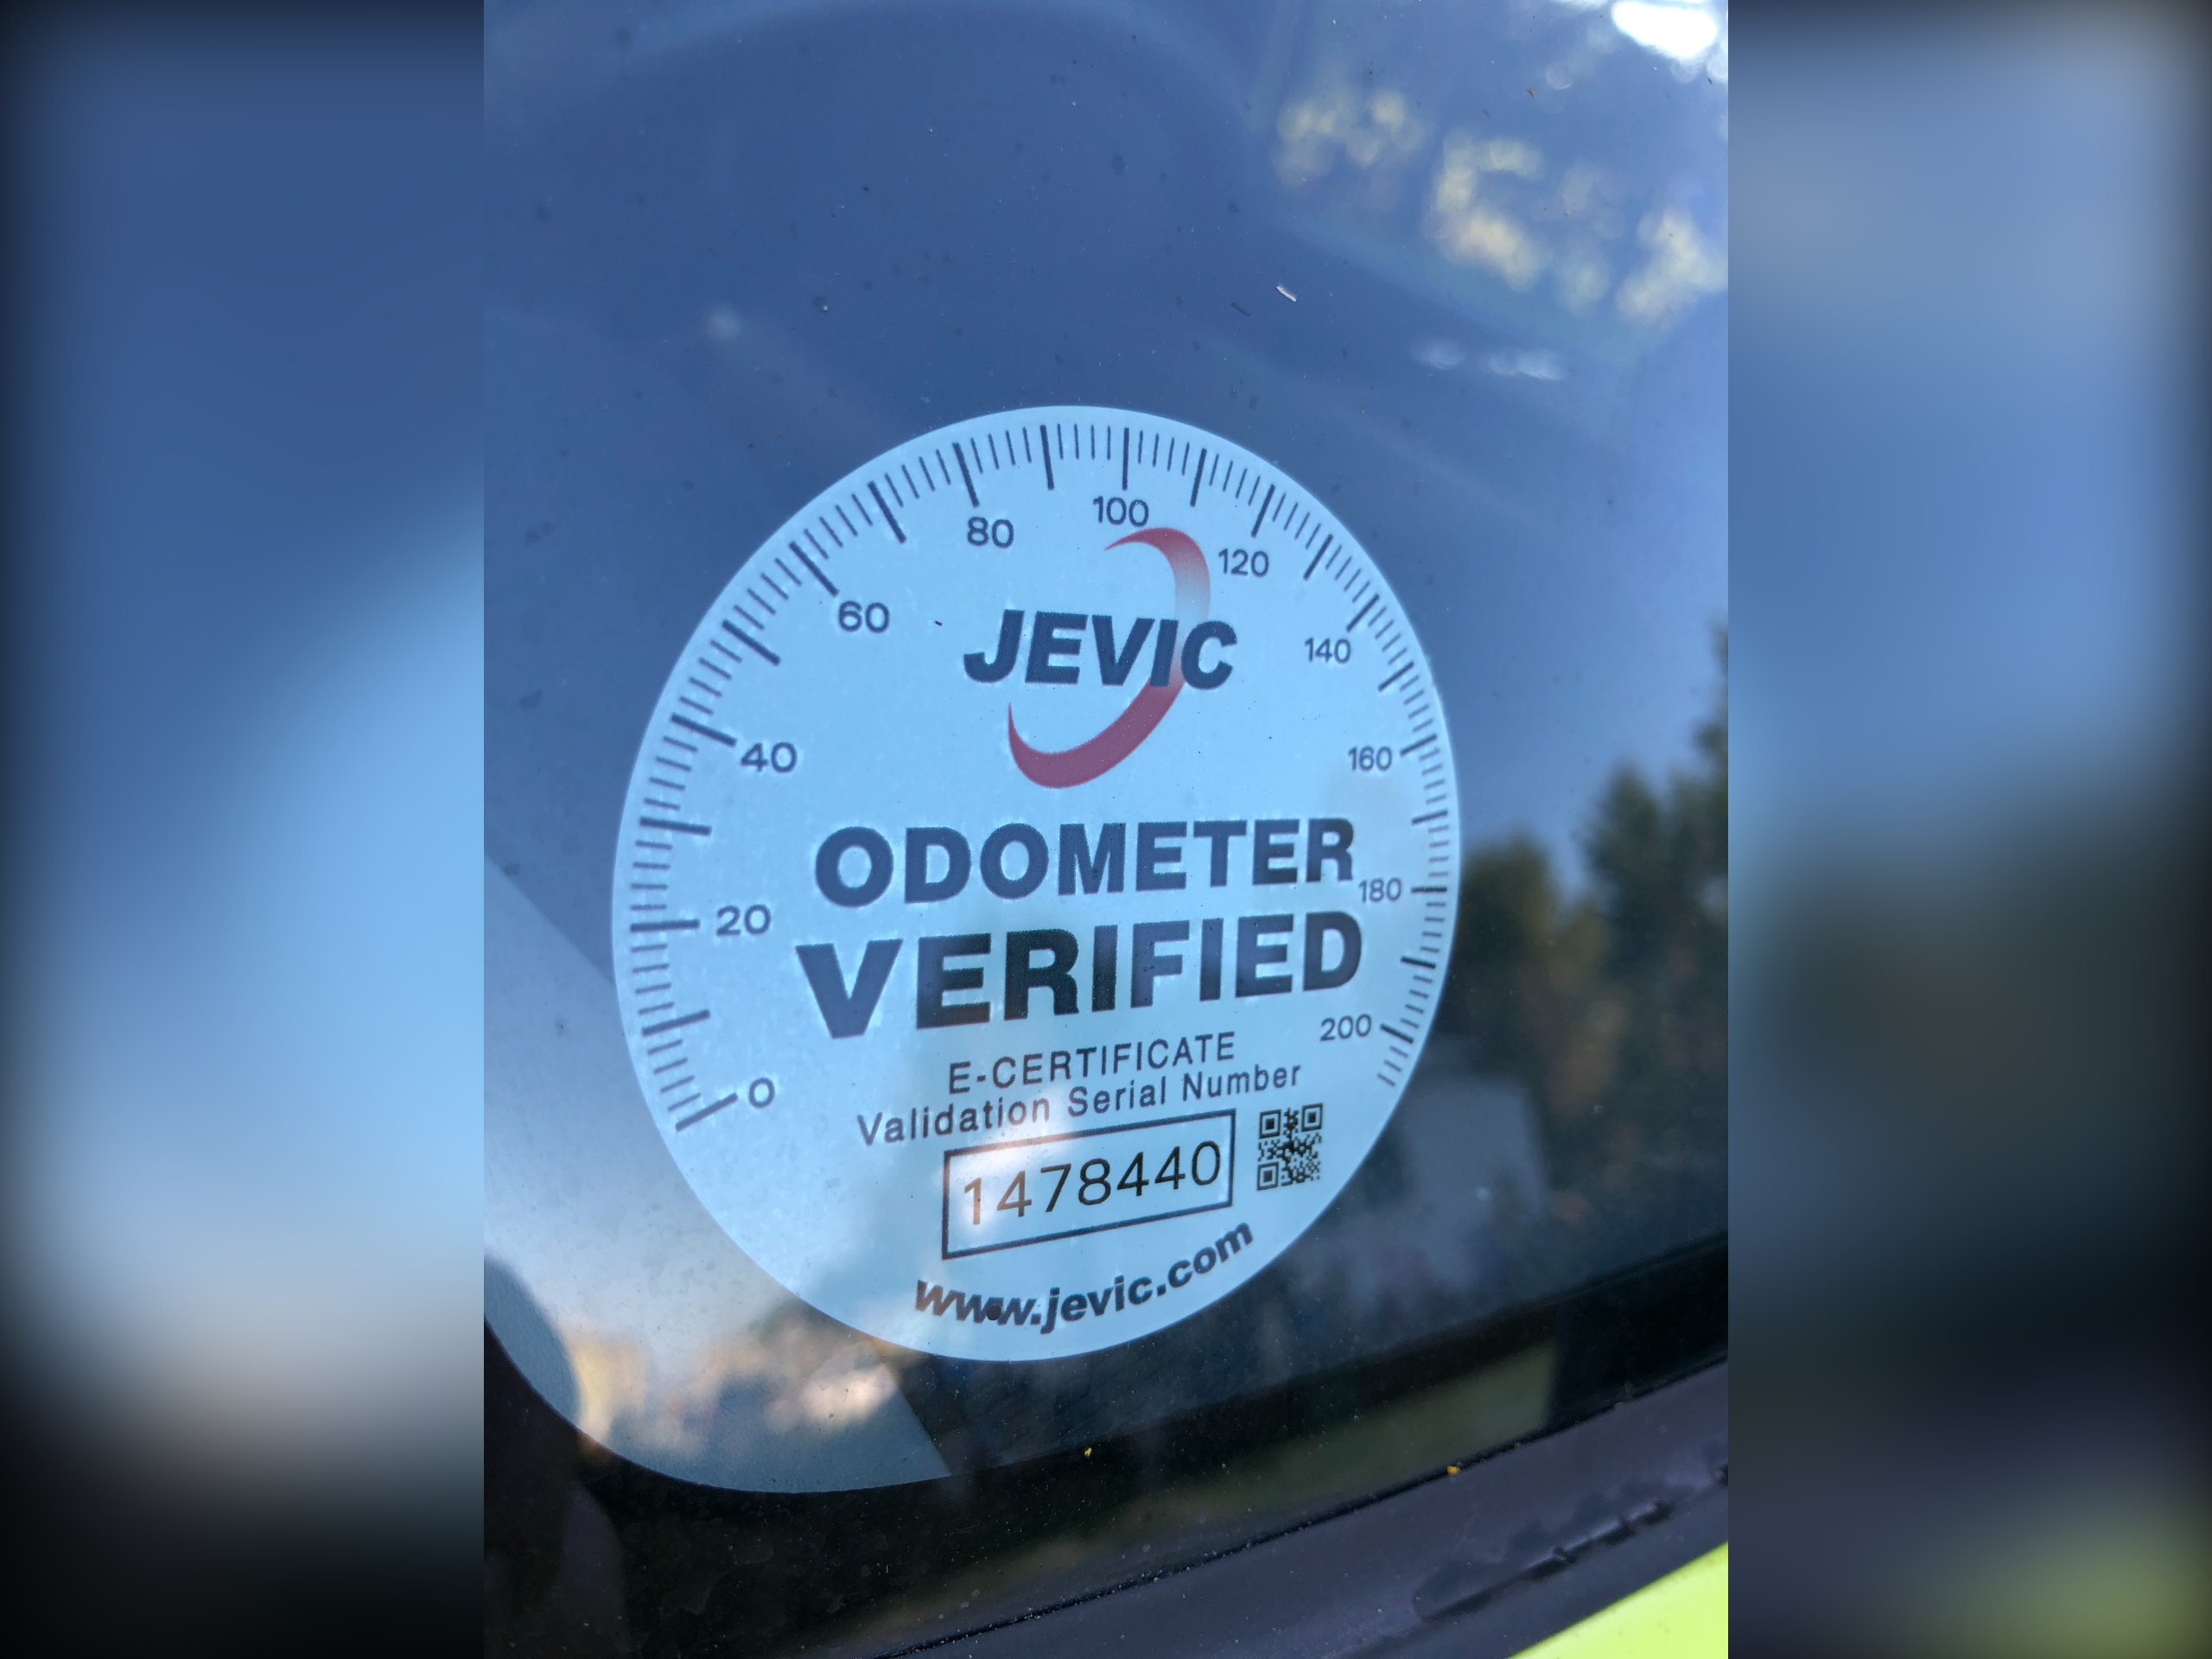 0
20
40
60
80
100
120
140
160
180
200
JEVIC
ODOMETER
VERIFIED
E-CERTIFICATE
Validation Serial Number
1478440
www.jevic.com